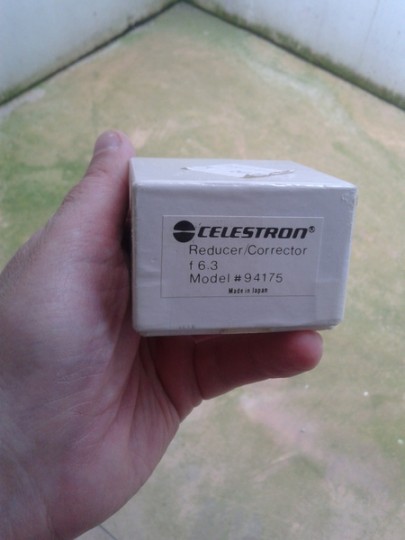 CELESTRON®
Reducer/Corrector
f 6.3
Model #94175
Made in Japan